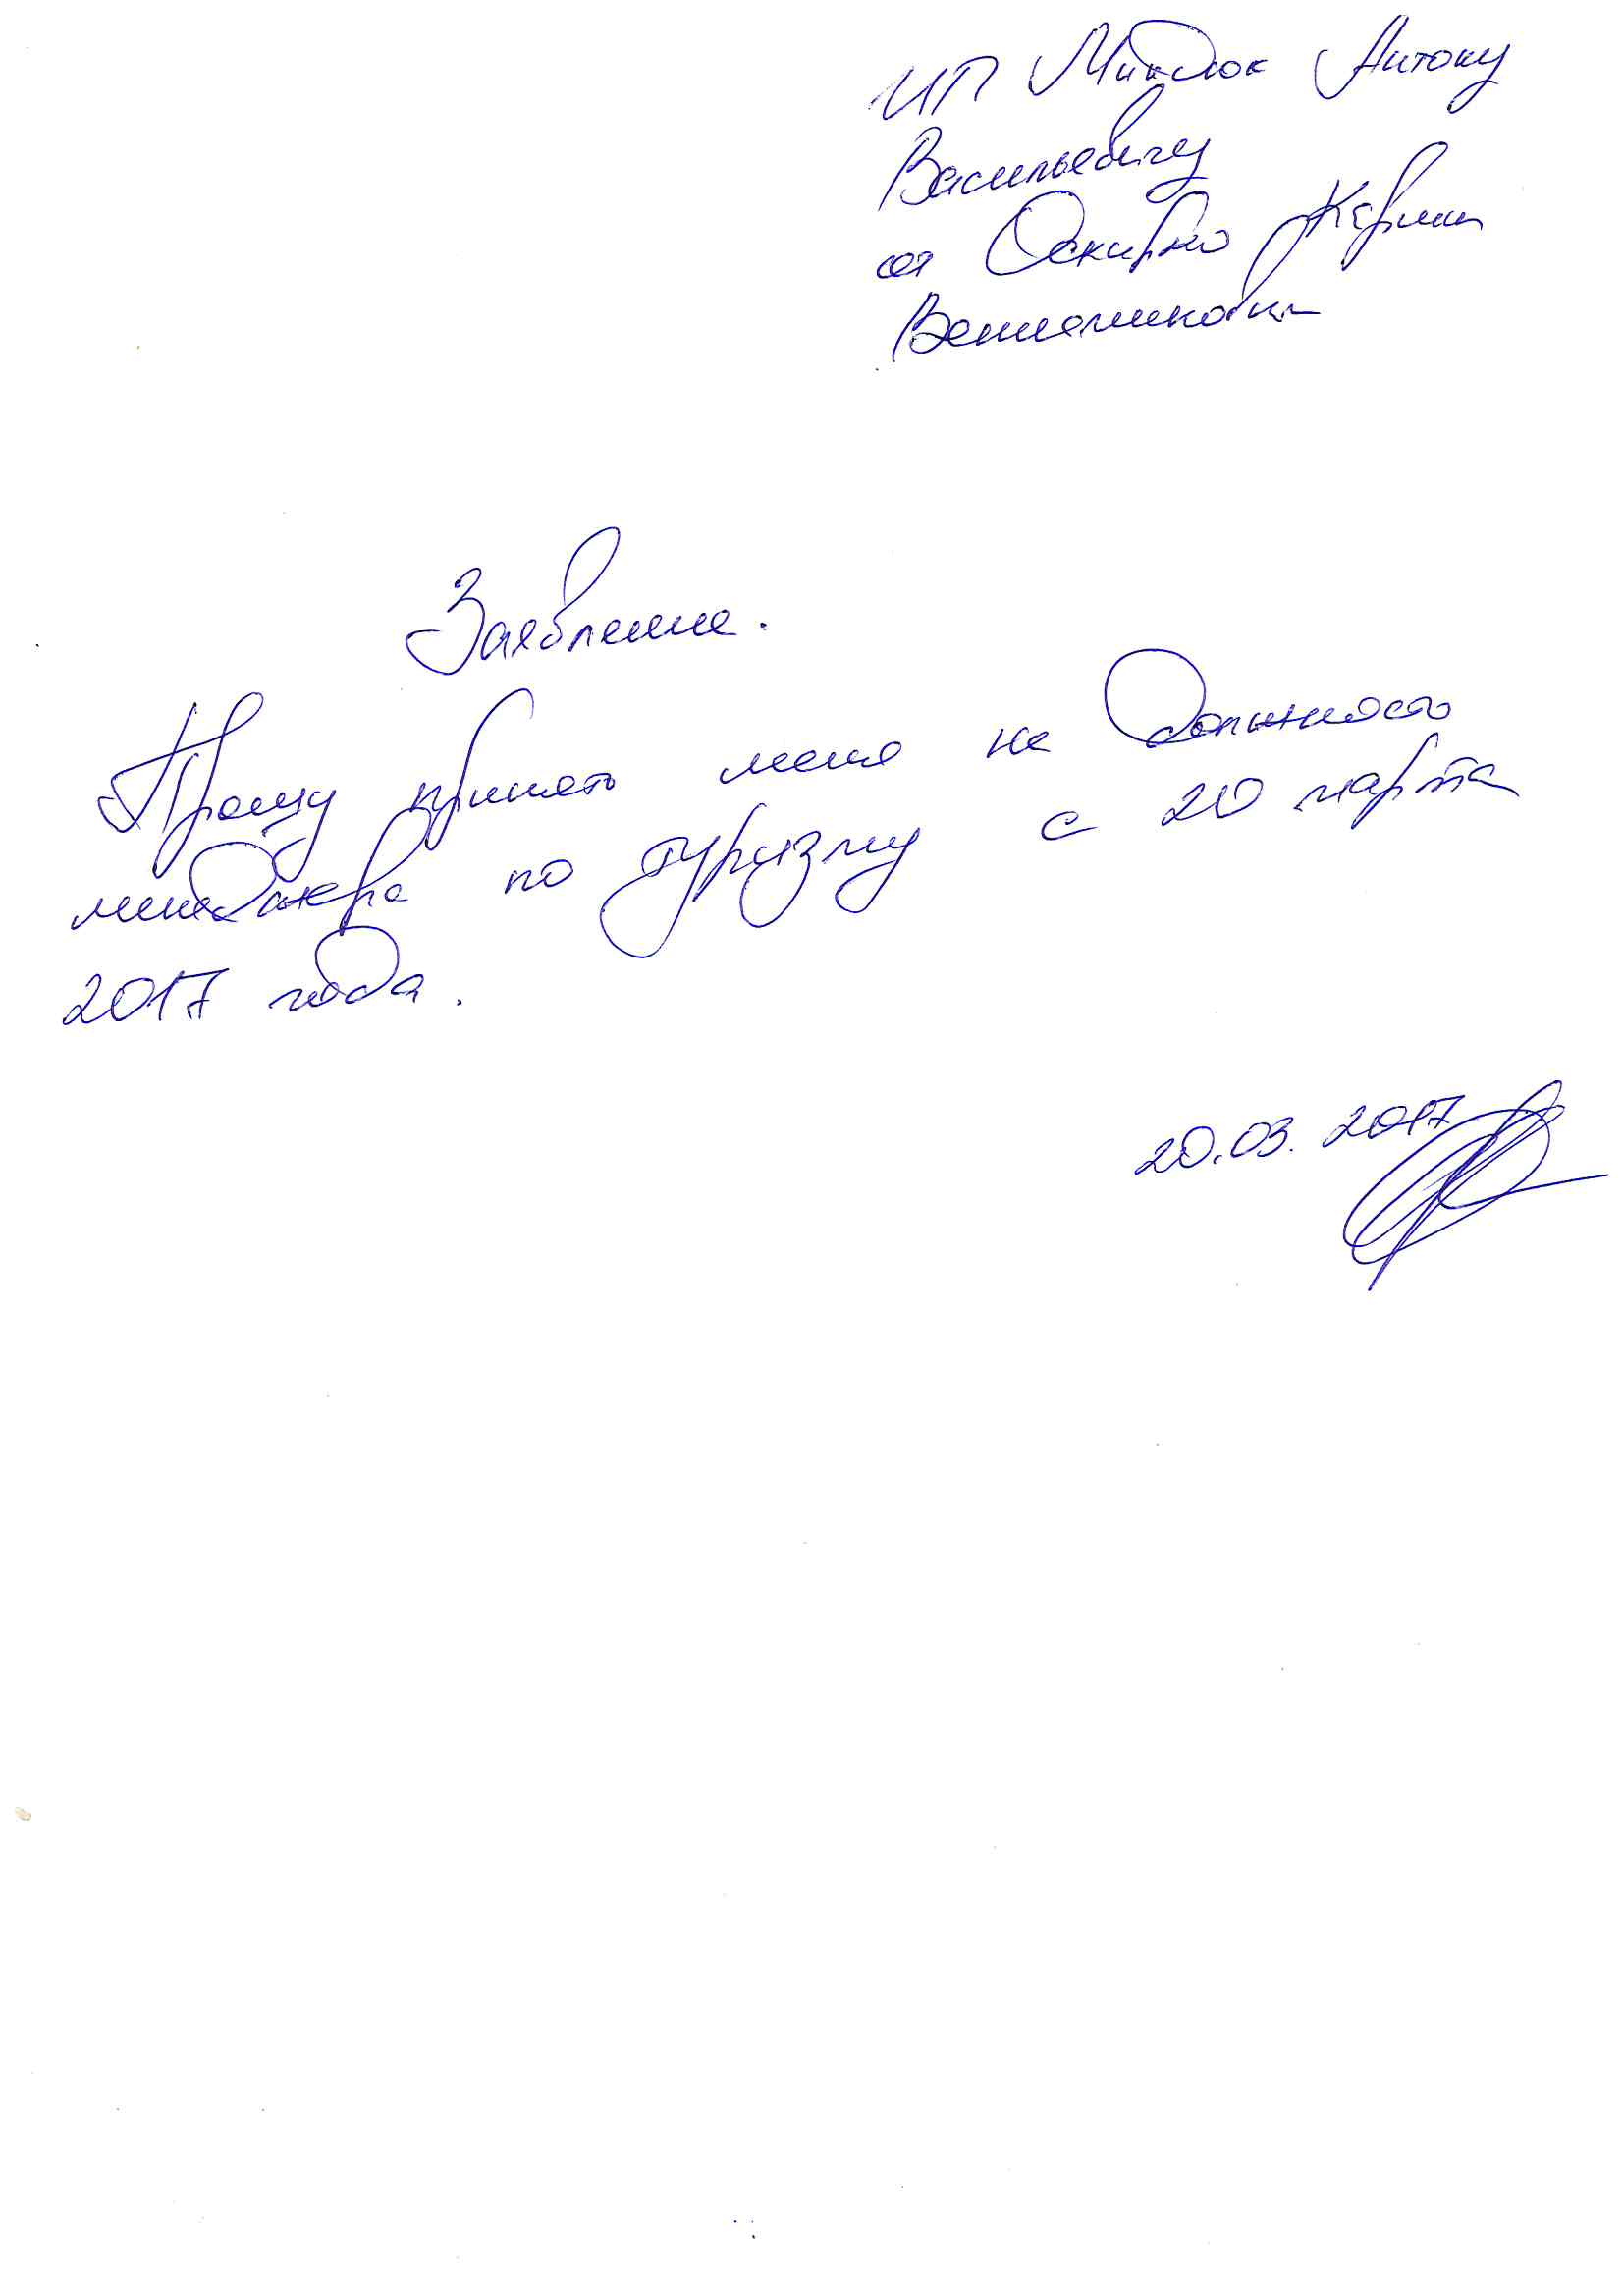 ИП Мидлок Антону
Васильевичу
от Оскирко Карины
Вениаминовны
Заявление.
Прошу принять меня на должность
менеджера по туризму с 20 марта
2017 года.
20.03.2017